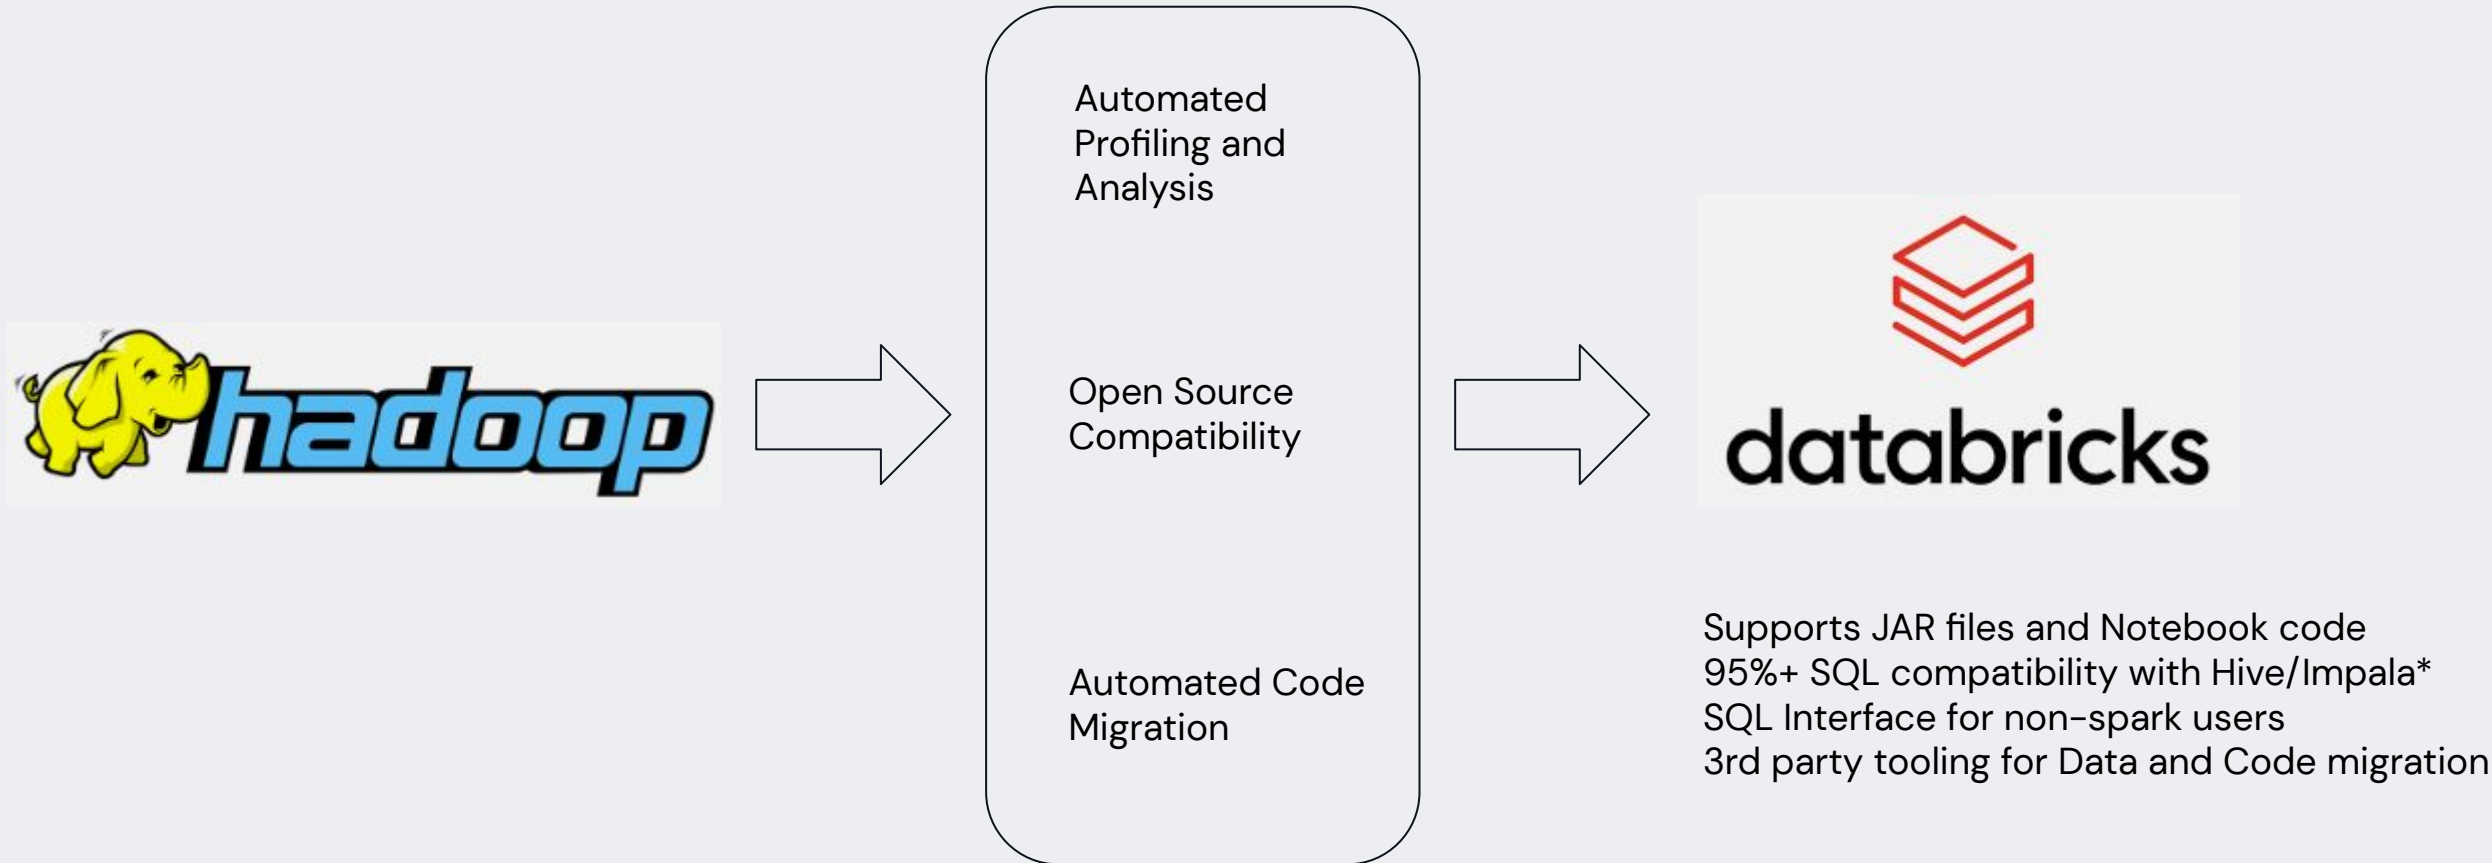 hadoop
Automated
Profiling and
Analysis
Open Source
Compatibility
Automated Code
Migration
databricks
Supports JAR files and Notebook code
95%+ SQL compatibility with Hive/Impala*
SQL Interface for non-spark users
3rd party tooling for Data and Code migration